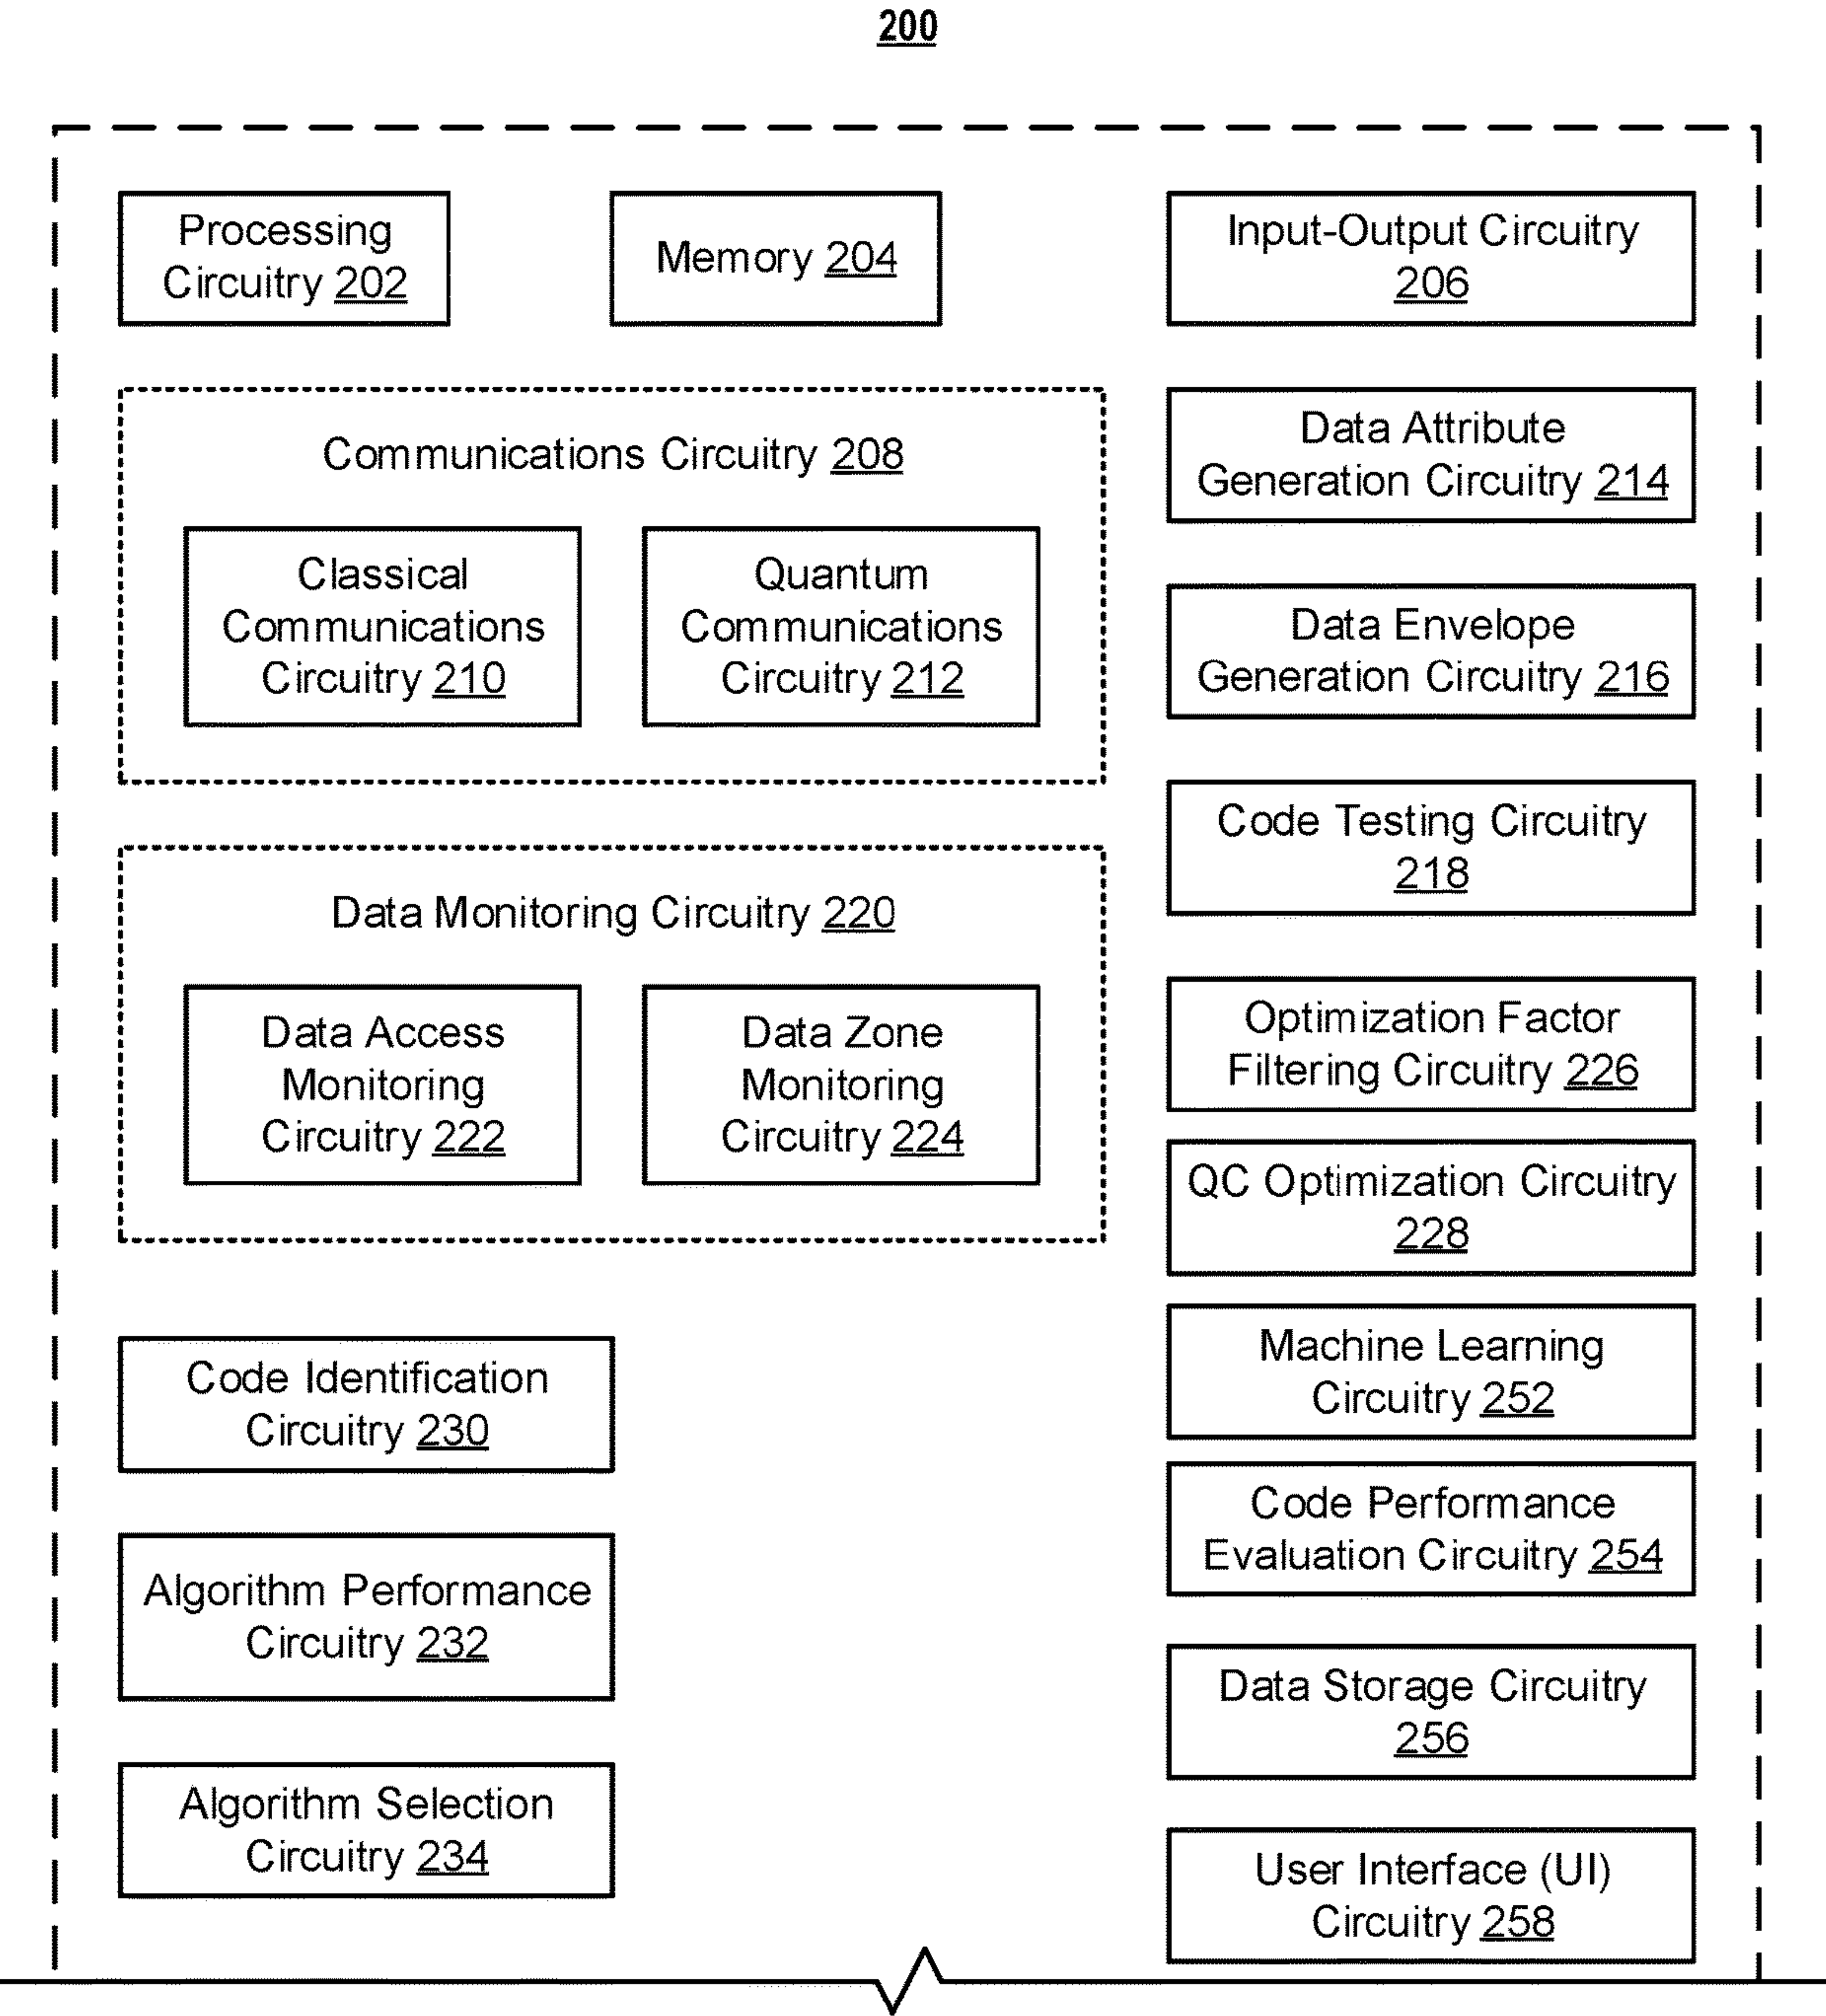 200
Processing
Circuitry 202
Memory 204
Input-Output Circuitry
206
Communications Circuitry 208
Classical
Communications
Circuitry 210
Quantum
Communications
Circuitry 212
Data Attribute
Generation Circuitry 214
Data Envelope
Generation Circuitry 216
Code Testing Circuitry
218
Data Monitoring Circuitry 220
Data Access
Monitoring
Circuitry 222
Data Zone
Monitoring
Circuitry 224
Optimization Factor
Filtering Circuitry 226
QC Optimization Circuitry
228
Code Identification
Circuitry 230
Machine Learning
Circuitry 252
Code Performance
Evaluation Circuitry 254
Algorithm Performance
Circuitry 232
Data Storage Circuitry
256
Algorithm Selection
Circuitry 234
User Interface (UI)
Circuitry 258